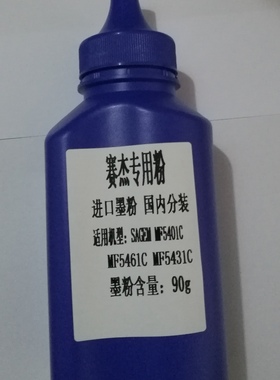 赛杰专用粉
进口墨粉 国内分装
适用机型: SAGEM MF5401C
MF5461C MF5431C
墨粉含量: 90g